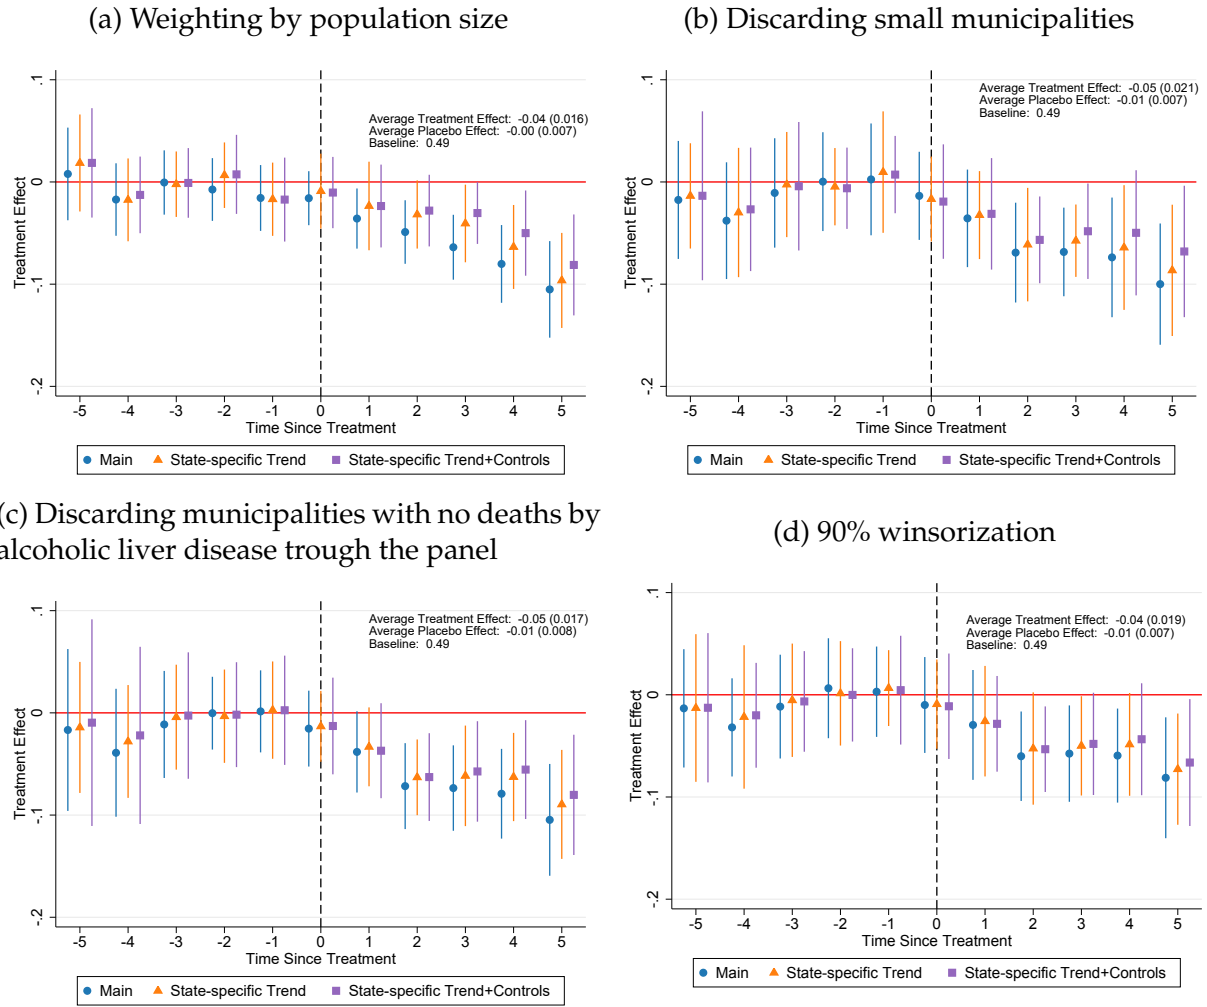 (a) Weighting by population size
.1
0
-.1
-.2
Treatment Effect
Average Treatment Effect: -0.04 (0.016)
Average Placebo Effect: -0.00 (0.007)
Baseline: 0.49
-5 -4 -3 -2 -1 0 1 2 3 4 5
Time Since Treatment
Main State-specific Trend State-specific Trend+Controls
(b) Discarding small municipalities
.1
0
-.1
-.2
Treatment Effect
Average Treatment Effect: -0.05 (0.021)
Average Placebo Effect: -0.01 (0.007)
Baseline: 0.49
-5 -4 -3 -2 -1 0 1 2 3 4 5
Time Since Treatment
Main State-specific Trend State-specific Trend+Controls
(c) Discarding municipalities with no deaths by
alcoholic liver disease trough the panel
.1
0
-.1
-.2
Treatment Effect
Average Treatment Effect: -0.05 (0.017)
Average Placebo Effect: -0.01 (0.008)
Baseline: 0.49
-5 -4 -3 -2 -1 0 1 2 3 4 5
Time Since Treatment
Main State-specific Trend State-specific Trend+Controls
(d) 90% winsorization
.1
0
-.1
-.2
Treatment Effect
Average Treatment Effect: -0.04 (0.019)
Average Placebo Effect: -0.01 (0.007)
Baseline: 0.49
-5 -4 -3 -2 -1 0 1 2 3 4 5
Time Since Treatment
Main State-specific Trend State-specific Trend+Controls